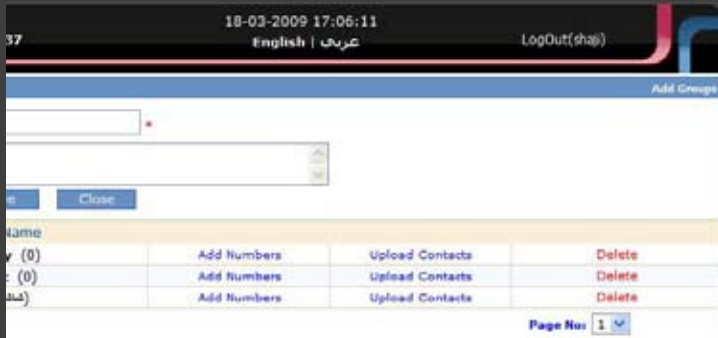 18-03-2009 17:06:11
37 English | عربي LogOut(shaji)
Add Groups
*
Close
Name
(0) Add Numbers Upload Contacts Delete
(0) Add Numbers Upload Contacts Delete
Add Numbers Upload Contacts Delete
Page No: 1